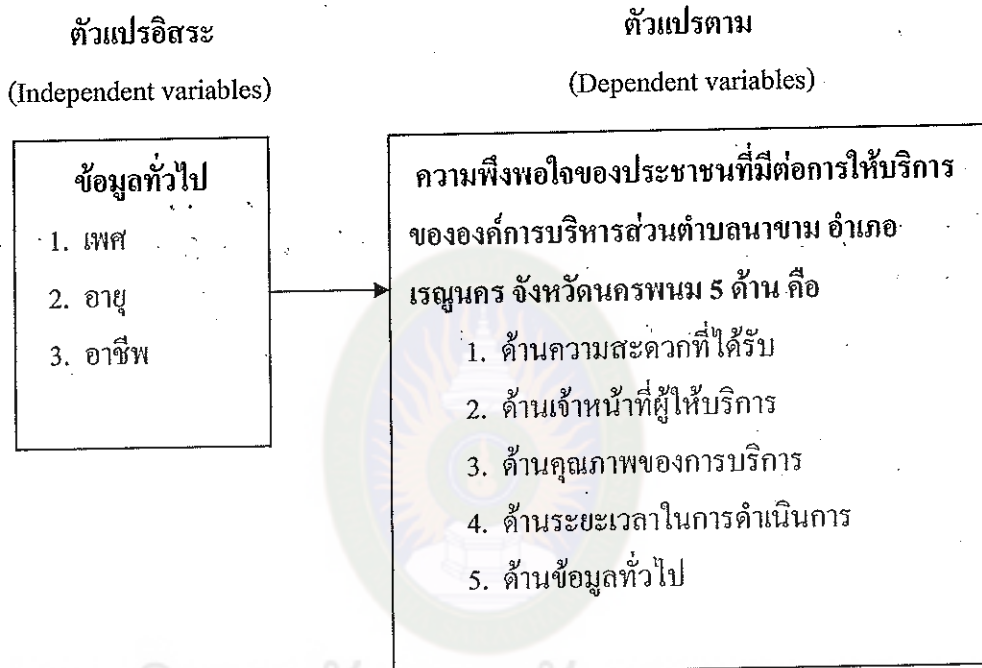 ตัวแปรอิสระ
(Independent variables)
ข้อมูลทั่วไป
1. เพศ
2. อายุ
3. อาชีพ
ตัวแปรตาม
(Dependent variables)
ความพึงพอใจของประชาชนที่มีต่อการให้บริการ
ขององค์การบริหารส่วนตำบลนาขาม อำเภอ
เรณูนคร จังหวัดนครพนม 5 ด้าน คือ
1. ด้านความสะดวกที่ได้รับ
2. ด้านเจ้าหน้าที่ผู้ให้บริการ
3. ด้านคุณภาพของการบริการ
4. ด้านระยะเวลาในการดำเนินการ
5. ด้านข้อมูลทั่วไป